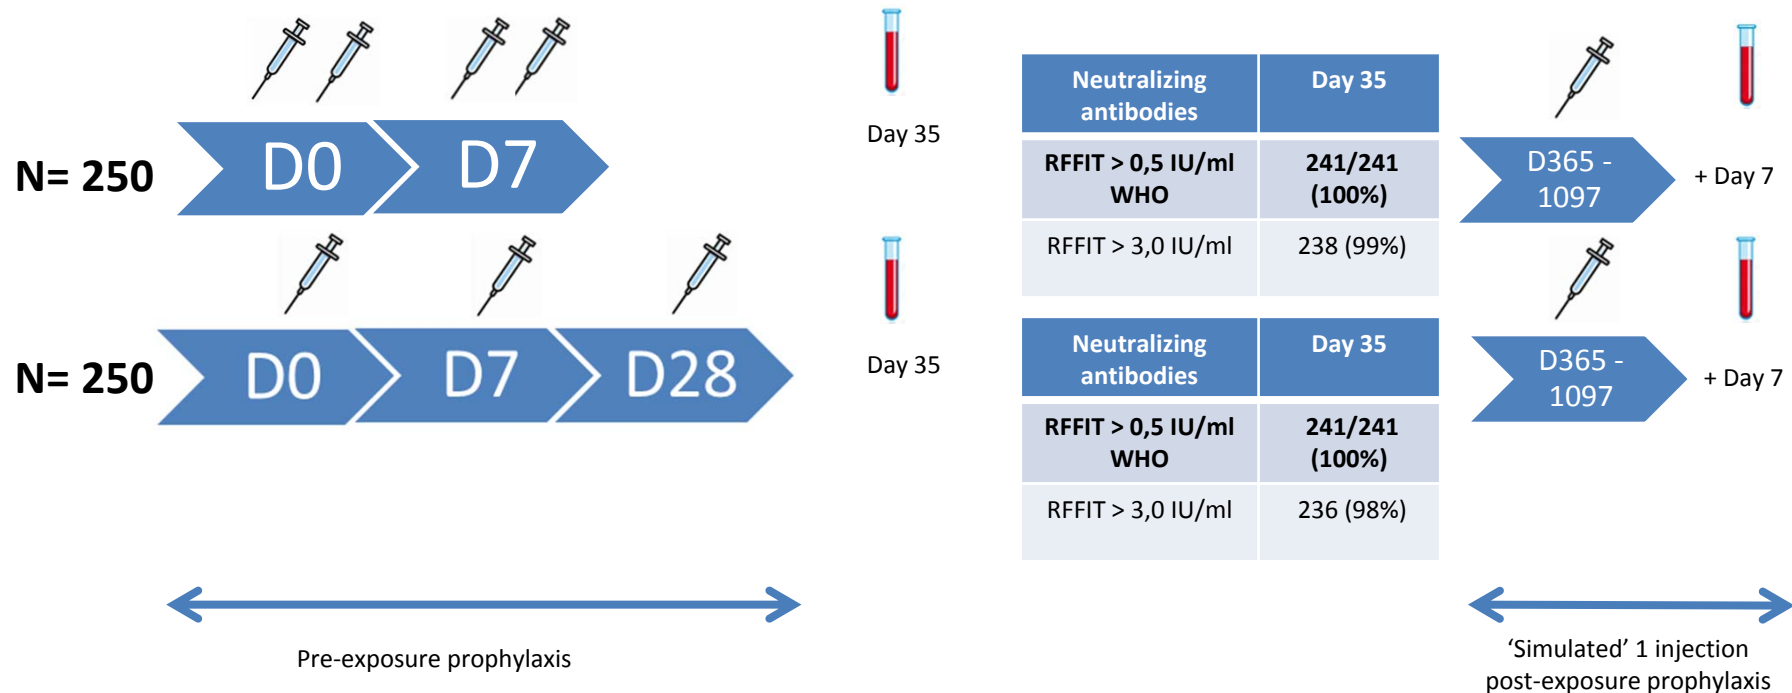 N= 250
D0
D7
Day 35
Neutralizing antibodies
Day 35
RFFIT > 0,5 IU/ml WHO
241/241 (100%)
RFFIT > 3,0 IU/ml
238 (99%)
D365 -
1097
+ Day 7
N= 250
D0
D7
D28
Day 35
Neutralizing antibodies
Day 35
RFFIT > 0,5 IU/ml WHO
241/241 (100%)
RFFIT > 3,0 IU/ml
236 (98%)
D365 -
1097
+ Day 7
Pre-exposure prophylaxis
‘Simulated’ 1 injection
post-exposure prophylaxis